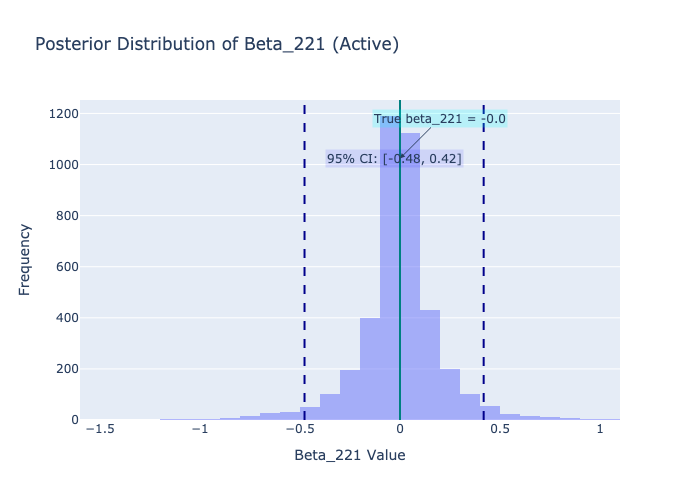 Posterior Distribution of Beta_221 (Active)
1200
True beta_221 = -0.0
95% CI: [-0.48, 0.42]
1000
800
600
400
200
0
Frequency
−1.5
−1
−0.5
0
0.5
1
Beta_221 Value